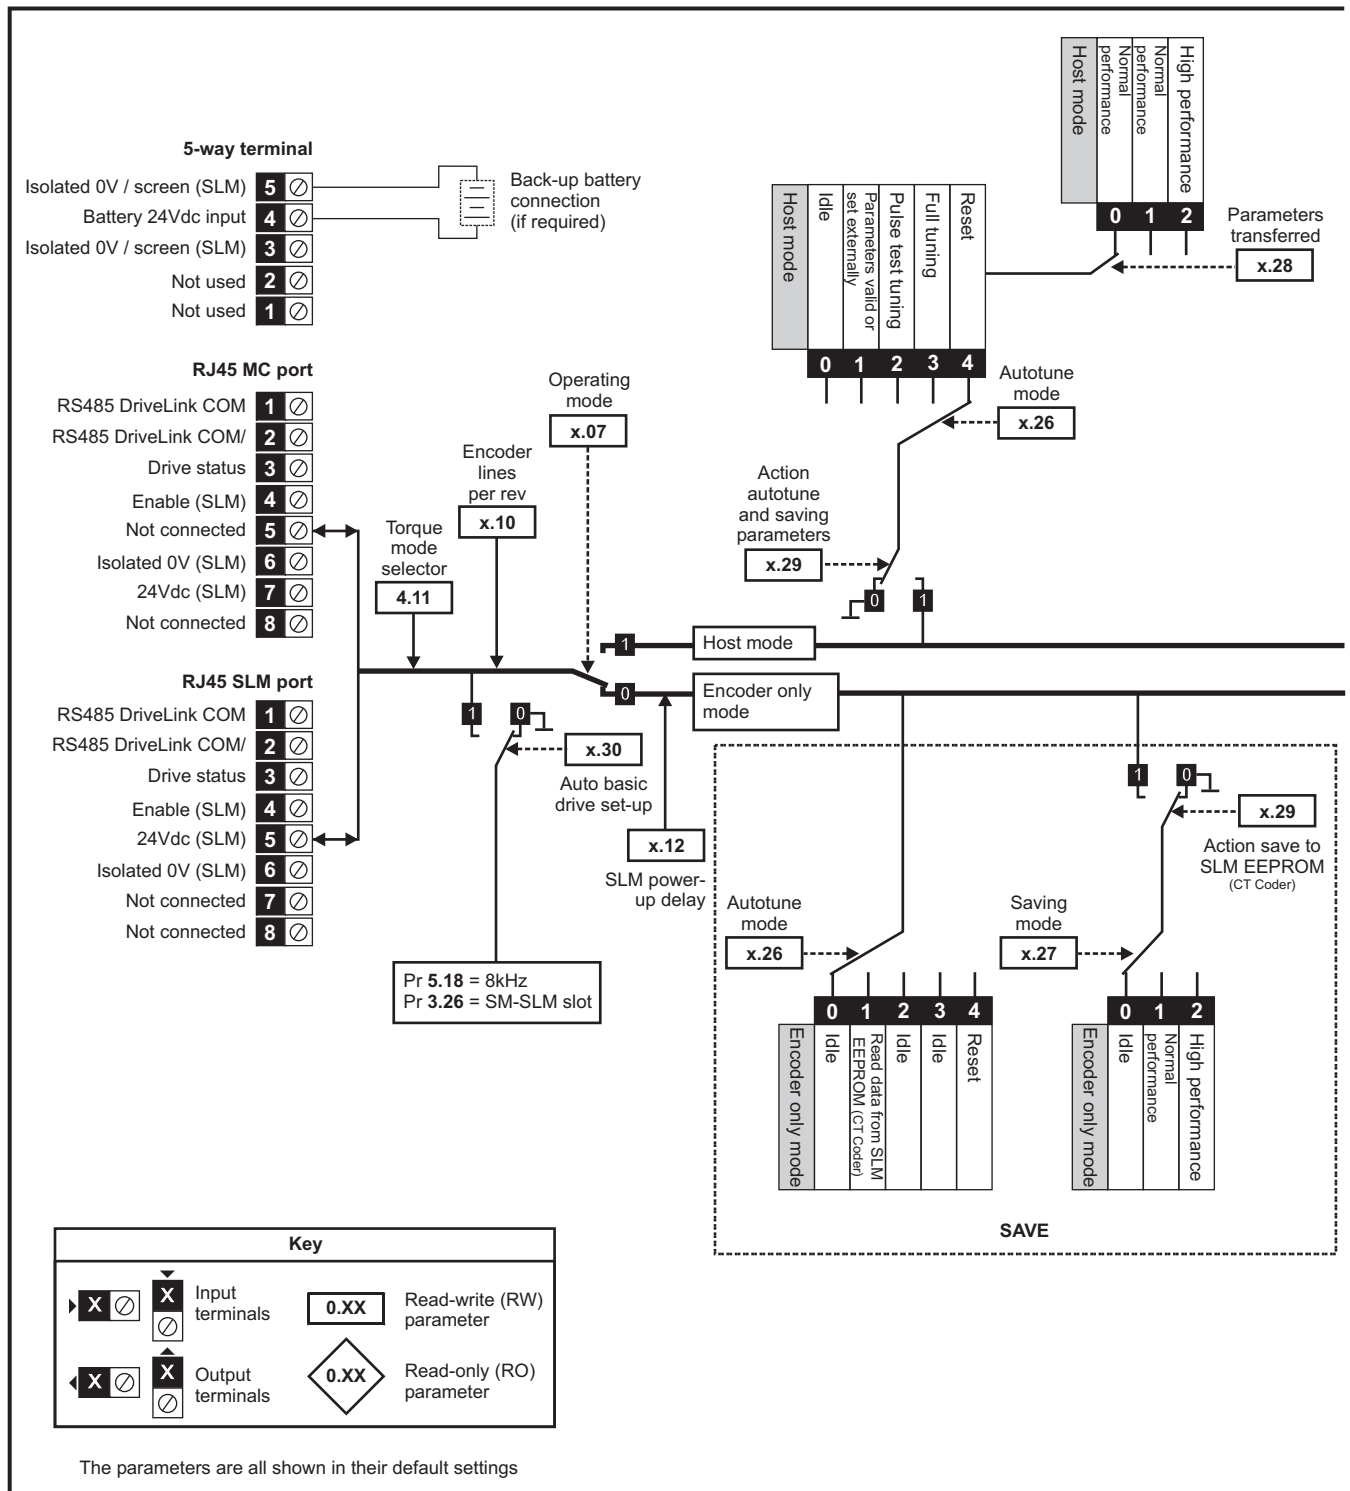 5-way terminal
Isolated 0V / screen (SLM) 5
Battery 24Vdc input 4
Isolated 0V / screen (SLM) 3
Not used 2
Not used 1
Back-up battery
connection
(if required)
RJ45 MC port
RS485 DriveLink COM 1
RS485 DriveLink COM/ 2
Drive status 3
Enable (SLM) 4
Not connected 5
Isolated 0V (SLM) 6
24Vdc (SLM) 7
Not connected 8
RJ45 SLM port
RS485 DriveLink COM 1
RS485 DriveLink COM/ 2
Drive status 3
Enable (SLM) 4
24Vdc (SLM) 5
Isolated 0V (SLM) 6
Not connected 7
Not connected 8
Torque
mode
selector
4.11
Encoder
lines
per rev
x.10
Operating
mode
x.07
1 0
x.30
Auto basic
drive set-up
Pr 5.18 = 8kHz
Pr 3.26 = SM-SLM slot
x.12
SLM power-
up delay
1 Host mode
0 Encoder only
mode
Host mode
Idle
Parameters valid or
set externally
Pulse test tuning
Full tuning
Reset
0 1 2 3 4
Autotune
mode
x.26
Action
autotune
and saving
parameters
x.29
0 1
Host mode
Normal
performance
Normal
performance
High performance
0 1 2
Parameters
transferred
x.28
Autotune
mode
x.26
0 1 2 3 4
Encoder only mode
Idle
Read data from SLM
EEPROM (CT Coder)
Idle
Idle
Reset
1 0
x.29
Action save to
SLM EEPROM
(CT Coder)
Saving
mode
x.27
0 1 2
Encoder only mode
Idle
Normal
performance
High performance
SAVE
Key
X X Input
terminals
0.XX Read-write (RW)
parameter
X X Output
terminals
0.XX Read-only (RO)
parameter
The parameters are all shown in their default settings